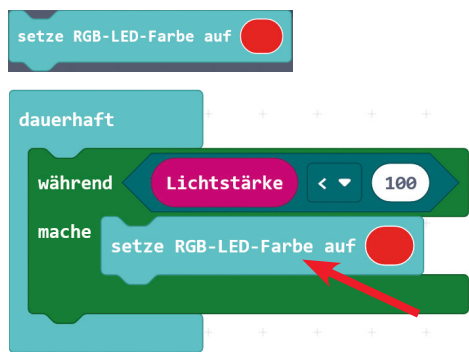 setze RGB-LED-Farbe auf
dauerhaft
während Lichtstärke < 100
mache
setze RGB-LED-Farbe auf